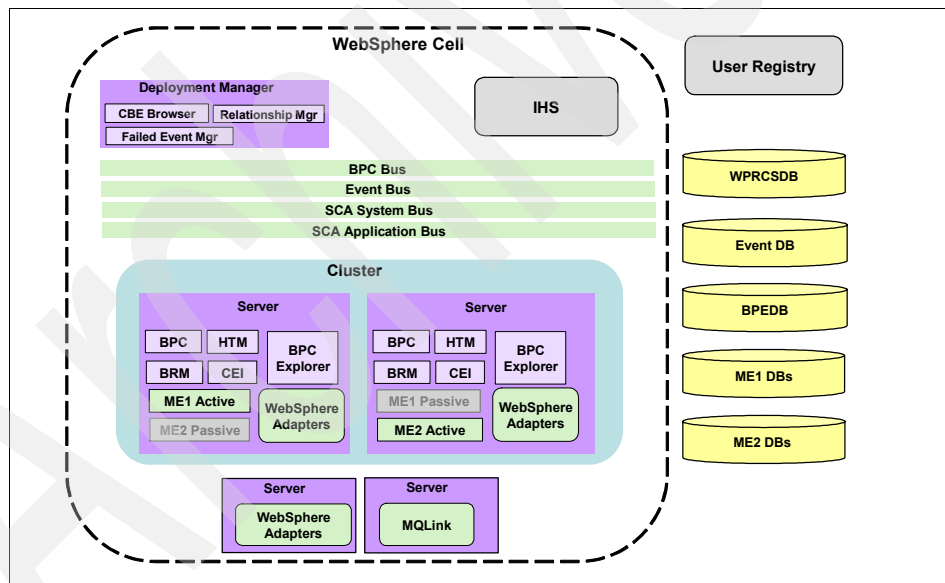 WebSphere Cell
User Registry
Deployment Manager
CBE Browser
Relationship Mgr
Failed Event Mgr
IHS
BPC Bus
Event Bus
SCA System Bus
SCA Application Bus
WPRCSDB
Event DB
BPEDB
ME1 DBs
ME2 DBs
Cluster
Server
BPC
HTM
BPC
Explorer
BRM
CEI
ME1 Active
ME2 Passive
WebSphere
Adapters
Server
BPC
HTM
BPC
Explorer
BRM
CEI
ME1 Passive
ME2 Active
WebSphere
Adapters
Server
WebSphere
Adapters
Server
MQLink